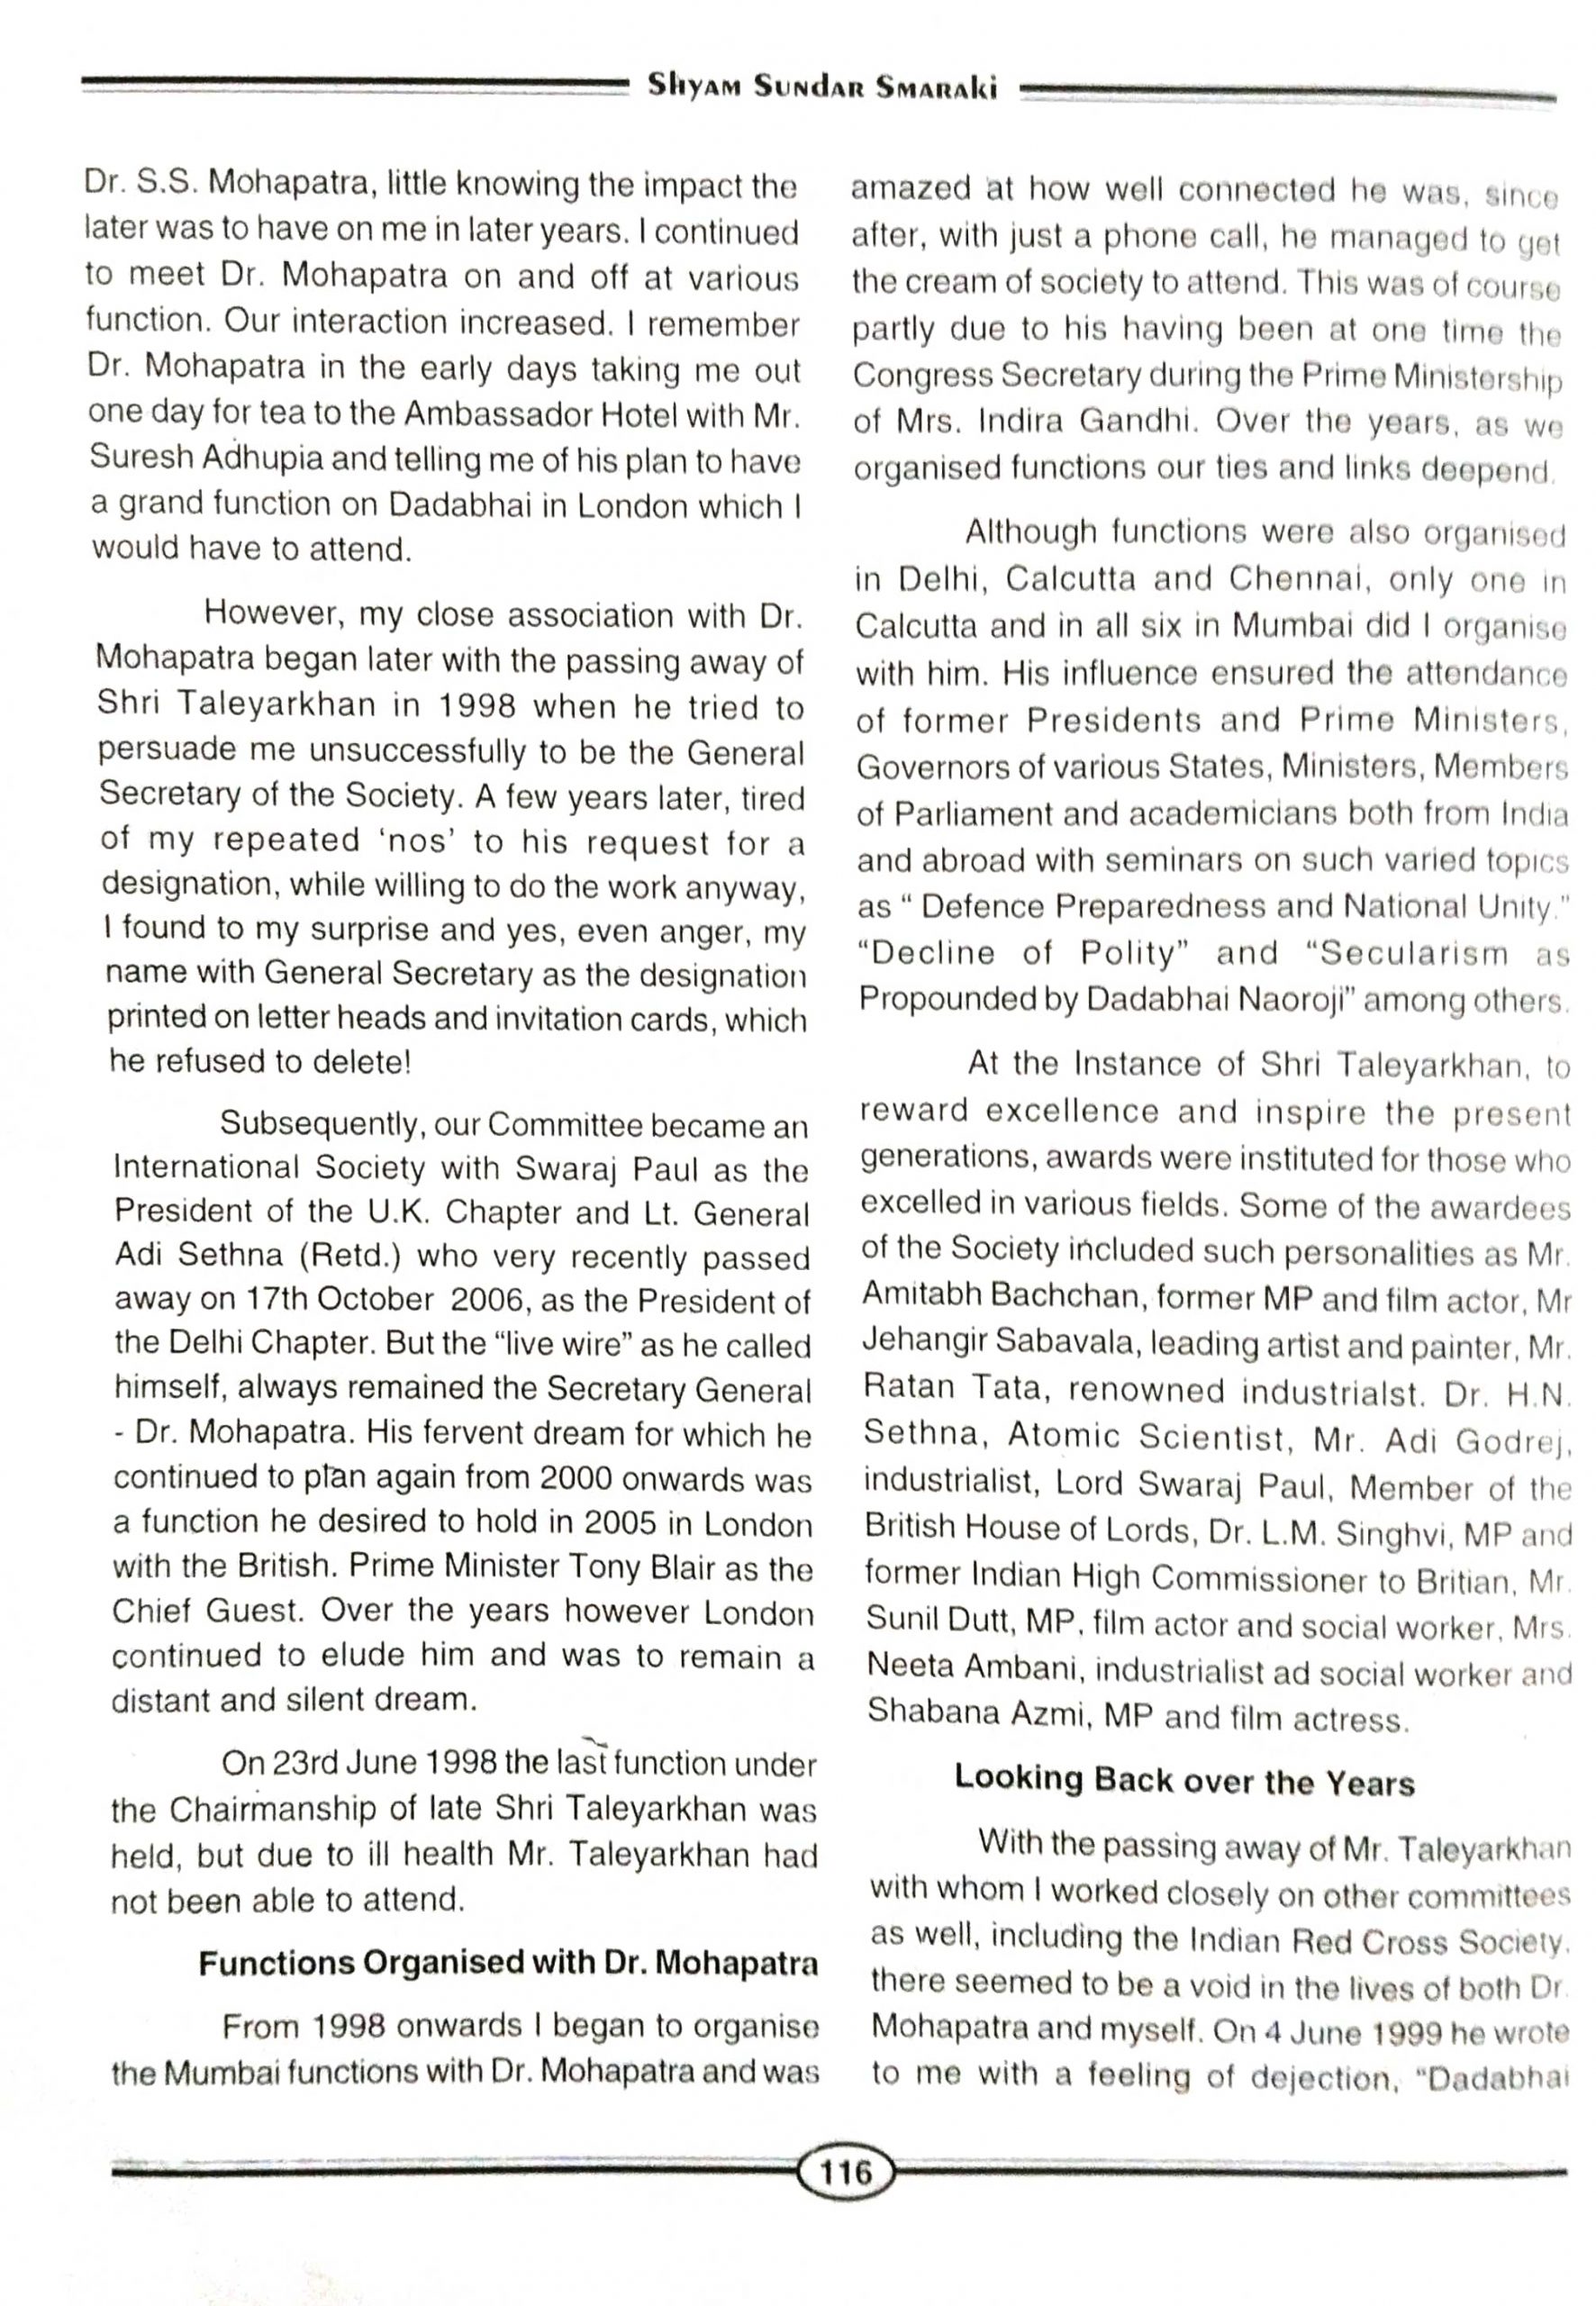 Shyam Sundar Smaraki
Dr. S.S. Mohapatra, little knowing the impact the
later was to have on me in later years. I continued
to meet Dr. Mohapatra on and off at various
function. Our interaction increased. I remember
Dr. Mohapatra in the early days taking me out
one day for tea to the Ambassador Hotel with Mr.
Suresh Adhupia and telling me of his plan to have
a grand function on Dadabhai in London which I
would have to attend.
However, my close association with Dr.
Mohapatra began later with the passing away of
Shri Taleyarkhan in 1998 when he tried to
persuade me unsuccessfully to be the General
Secretary of the Society. A few years later, tired
of my repeated ‘nos’ to his request for a
designation, while willing to do the work anyway,
I found to my surprise and yes, even anger, my
name with General Secretary as the designation
printed on letter heads and invitation cards, which
he refused to delete!
Subsequently, our Committee became an
International Society with Swaraj Paul as the
President of the U.K. Chapter and Lt. General
Adi Sethna (Retd.) who very recently passed
away on 17th October 2006, as the President of
the Delhi Chapter. But the “live wire” as he called
himself, always remained the Secretary General
- Dr. Mohapatra. His fervent dream for which he
continued to plan again from 2000 onwards was
a function he desired to hold in 2005 in London
with the British. Prime Minister Tony Blair as the
Chief Guest. Over the years however London
continued to elude him and was to remain a
distant and silent dream.
On 23rd June 1998 the last function under
the Chairmanship of late Shri Taleyarkhan was
held, but due to ill health Mr. Taleyarkhan had
not been able to attend.
Functions Organised with Dr. Mohapatra
From 1998 onwards I began to organise
the Mumbai functions with Dr. Mohapatra and was
amazed at how well connected he was, since
after, with just a phone call, he managed to get
the cream of society to attend. This was of course
partly due to his having been at one time the
Congress Secretary during the Prime Ministership
of Mrs. Indira Gandhi. Over the years, as we
organised functions our ties and links deepend.
Although functions were also organised
in Delhi, Calcutta and Chennai, only one in
Calcutta and in all six in Mumbai did I organise
with him. His influence ensured the attendance
of former Presidents and Prime Ministers,
Governors of various States, Ministers, Members
of Parliament and academicians both from India
and abroad with seminars on such varied topics
as “ Defence Preparedness and National Unity.”
“Decline of Polity” and “Secularism as
Propounded by Dadabhai Naoroji” among others.
At the Instance of Shri Taleyarkhan, to
reward excellence and inspire the present
generations, awards were instituted for those who
excelled in various fields. Some of the awardees
of the Society included such personalities as Mr.
Amitabh Bachchan, former MP and film actor, Mr
Jehangir Sabavala, leading artist and painter, Mr.
Ratan Tata, renowned industrialst. Dr. H.N.
Sethna, Atomic Scientist, Mr. Adi Godrej,
industrialist, Lord Swaraj Paul, Member of the
British House of Lords, Dr. L.M. Singhvi, MP and
former Indian High Commissioner to Britian, Mr.
Sunil Dutt, MP, film actor and social worker, Mrs.
Neeta Ambani, industrialist ad social worker and
Shabana Azmi, MP and film actress.
Looking Back over the Years
With the passing away of Mr. Taleyarkhan
with whom I worked closely on other committees
as well, including the Indian Red Cross Society.
there seemed to be a void in the lives of both Dr.
Mohapatra and myself. On 4 June 1999 he wrote
to me with a feeling of dejection, “Dadabhai
116